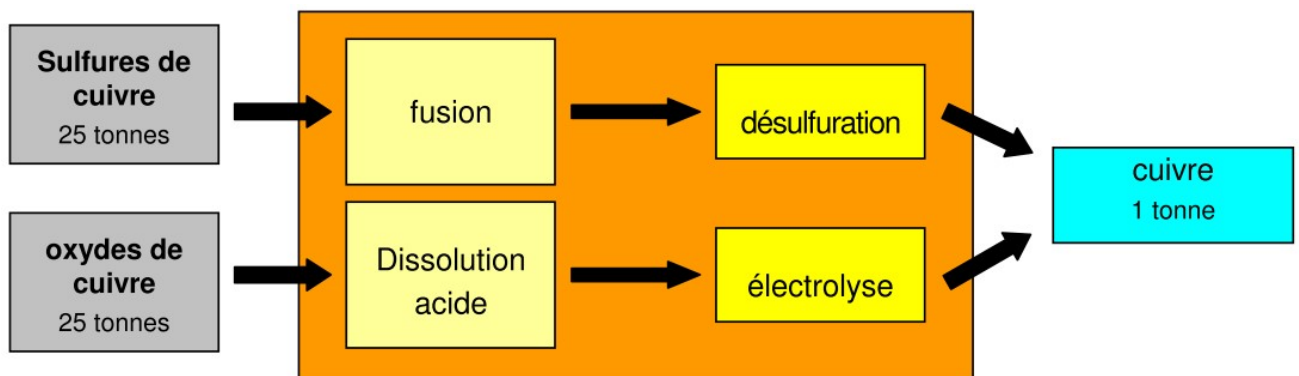 Sulfures de
cuivre
25 tonnes
fusion
désulfuration
cuivre
1 tonne
oxydes de
cuivre
25 tonnes
Dissolution
acide
électrolyse